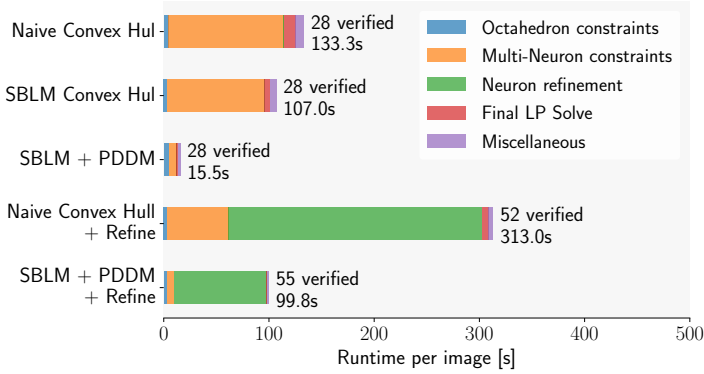 Naive Convex Hul
28 verified
133.3s
SBLM Convex Hul
28 verified
107.0s
SBLM + PDDM
28 verified
15.5s
Naive Convex Hull
+ Refine
52 verified
313.0s
SBLM + PDDM
+ Refine
55 verified
99.8s
Octahedron constraints
Multi-Neuron constraints
Neuron refinement
Final LP Solve
Miscellaneous
0 100 200 300 400 500
Runtime per image [s]